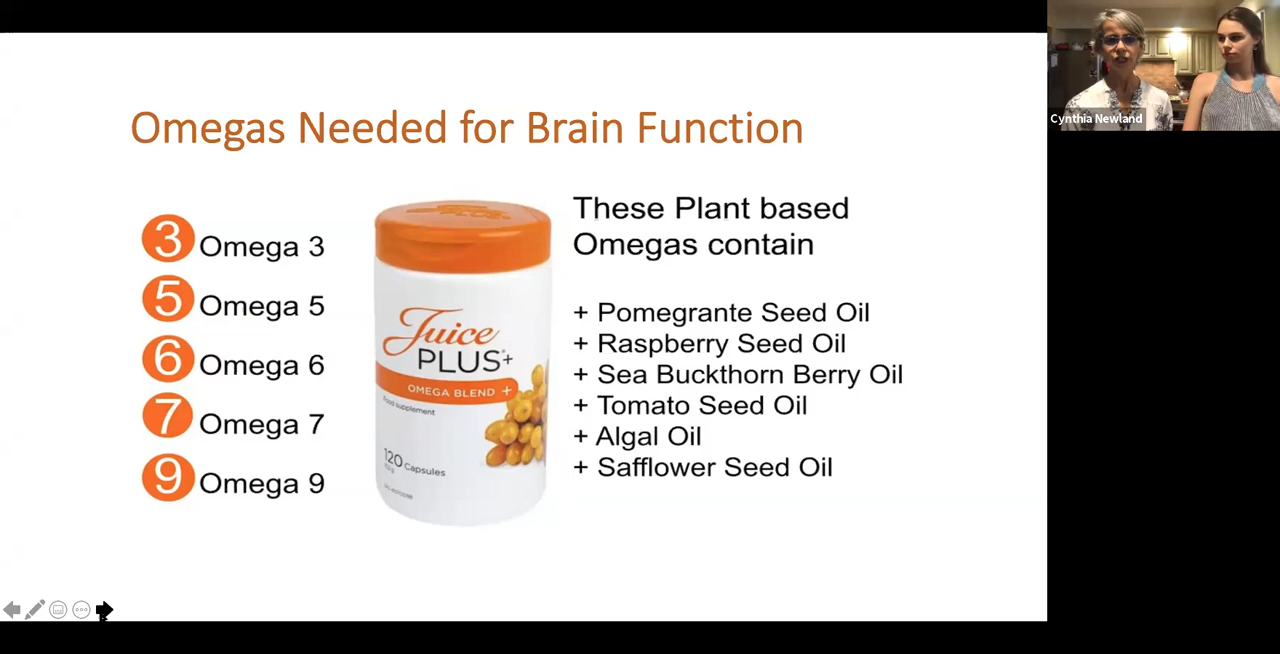 Omegas Needed for Brain Function
3 Omega 3
5 Omega 5
6 Omega 6
7 Omega 7
9 Omega 9
Juice
PLUS+
OMEGA BLEND +
Food supplement
120 Capsules
These Plant based
Omegas contain
+ Pomegrante Seed Oil
+ Raspberry Seed Oil
+ Sea Buckthorn Berry Oil
+ Tomato Seed Oil
+ Algal Oil
+ Safflower Seed Oil
Cynthia Newland